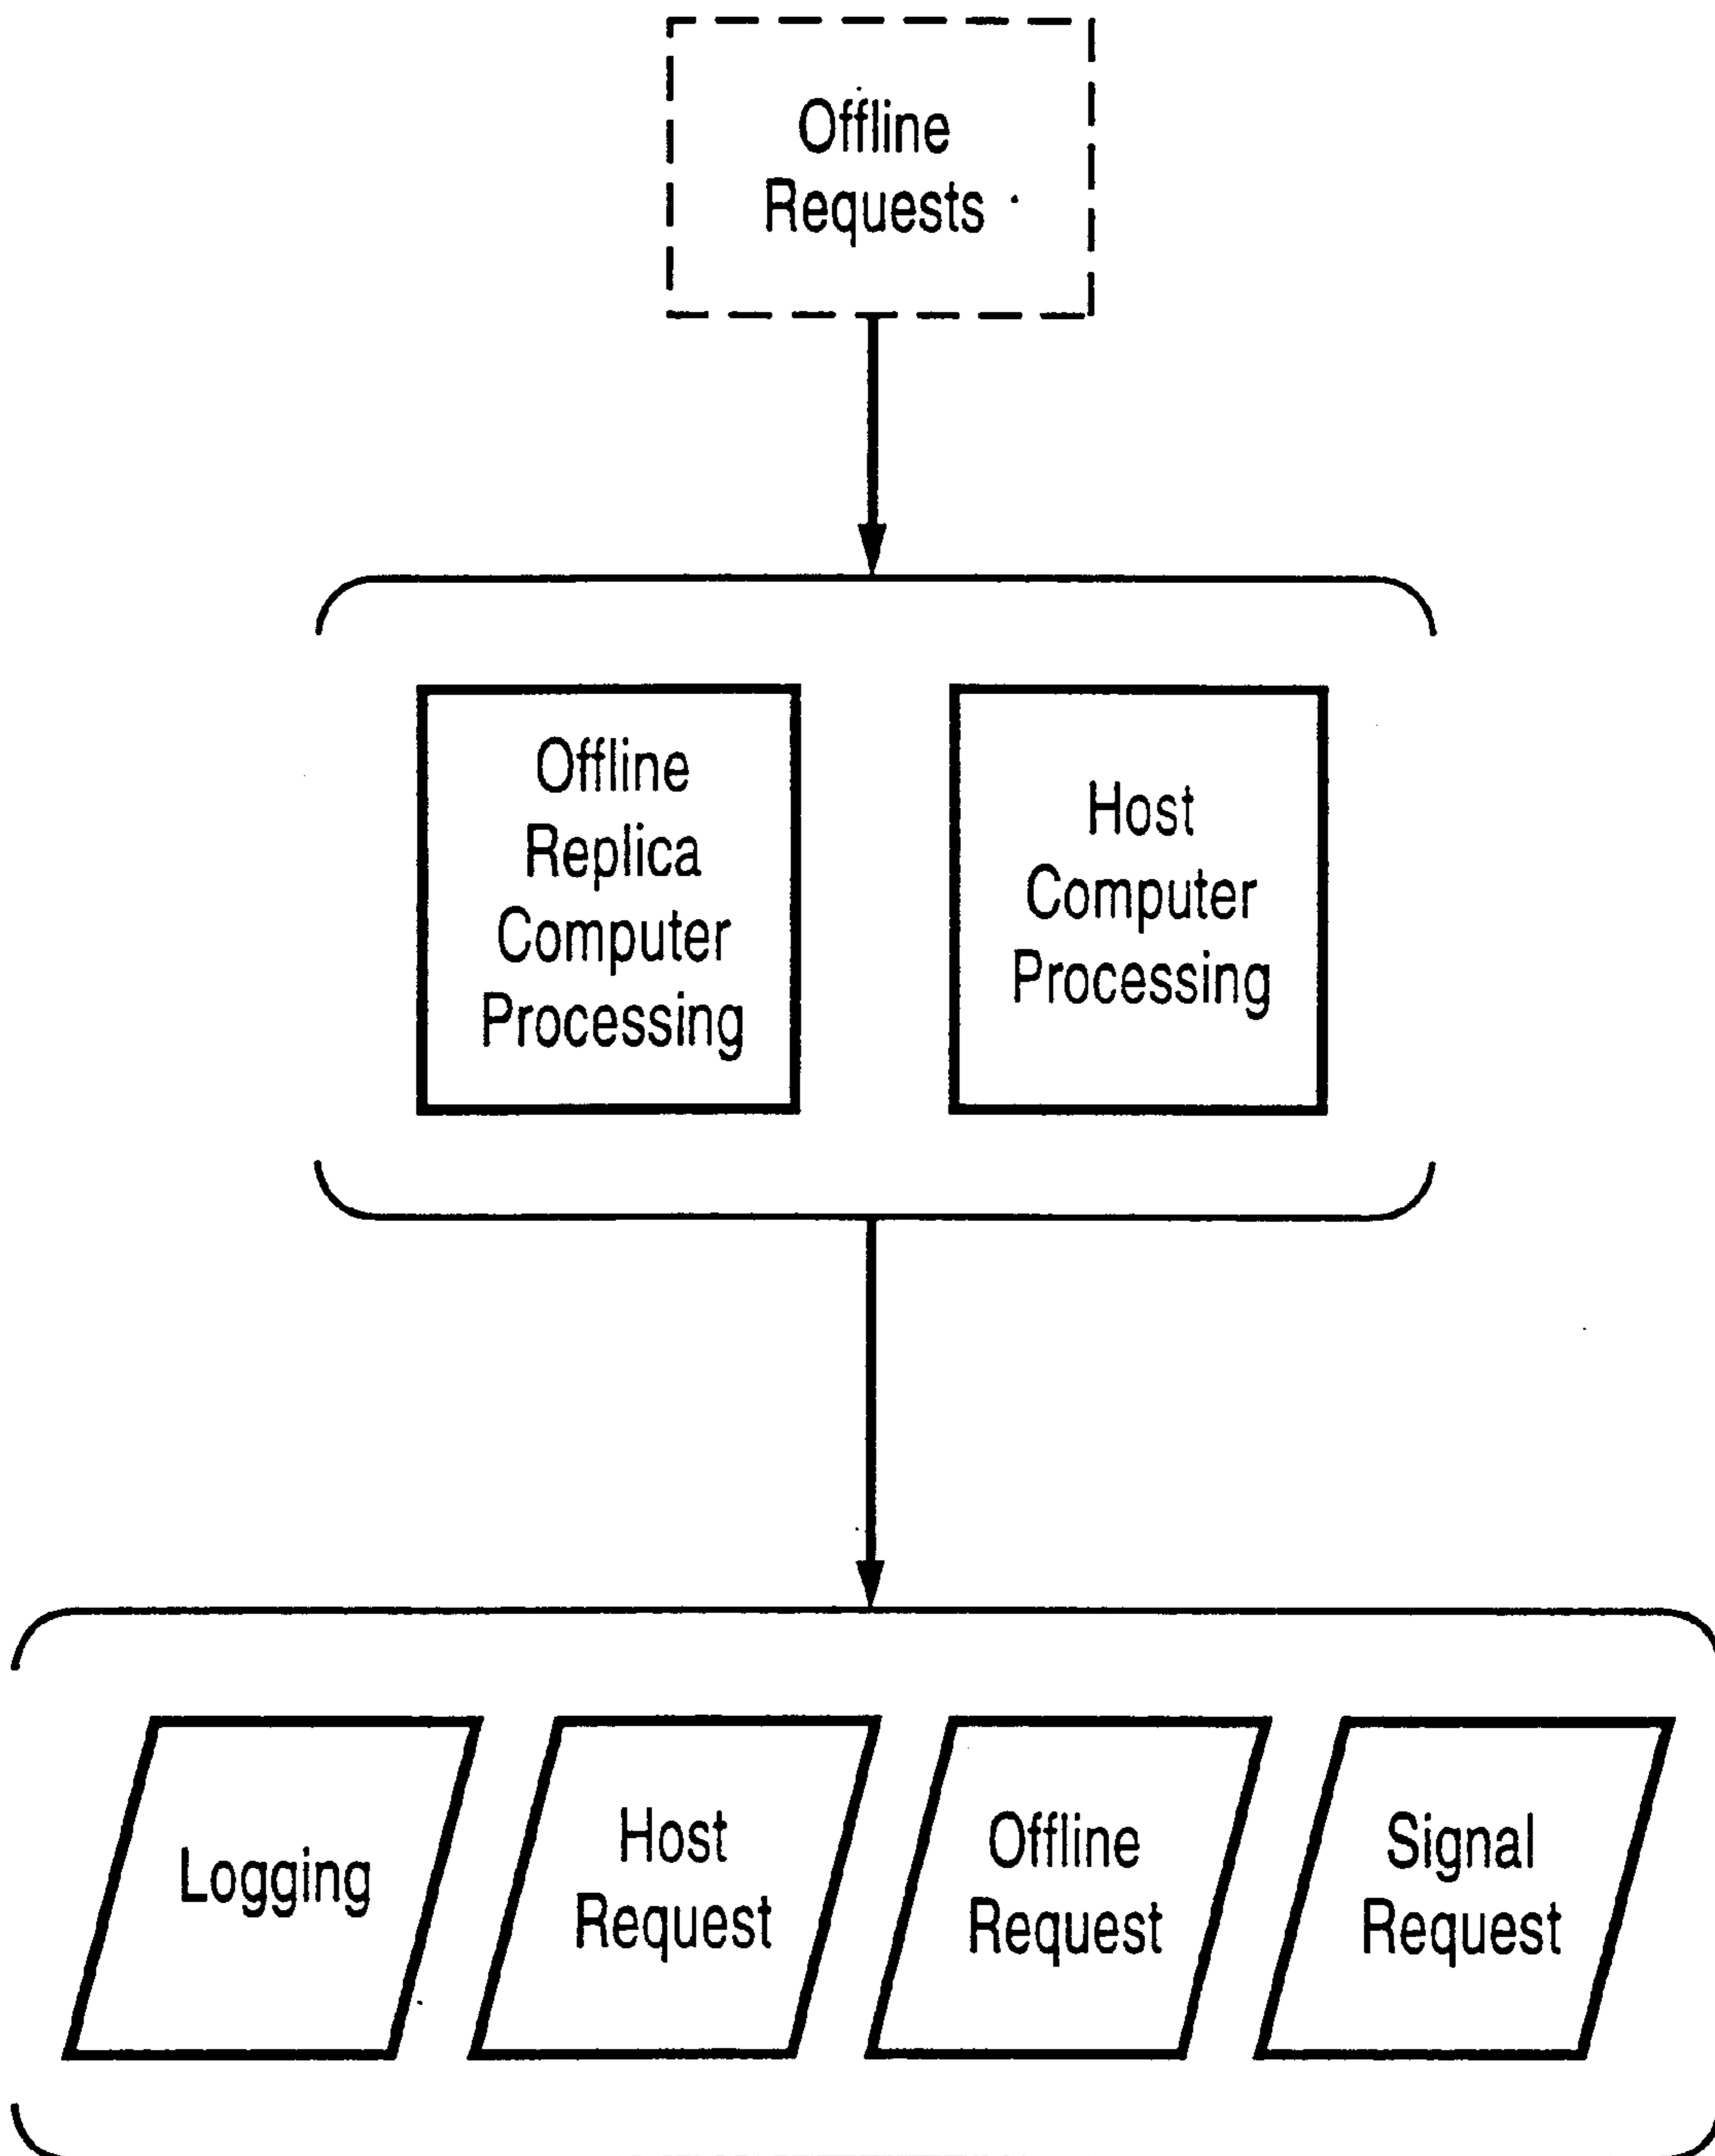 Offline
Requests
Offline
Replica
Computer
Processing
Host
Computer
Processing
Logging
Host
Request
Offline
Request
Signal
Request